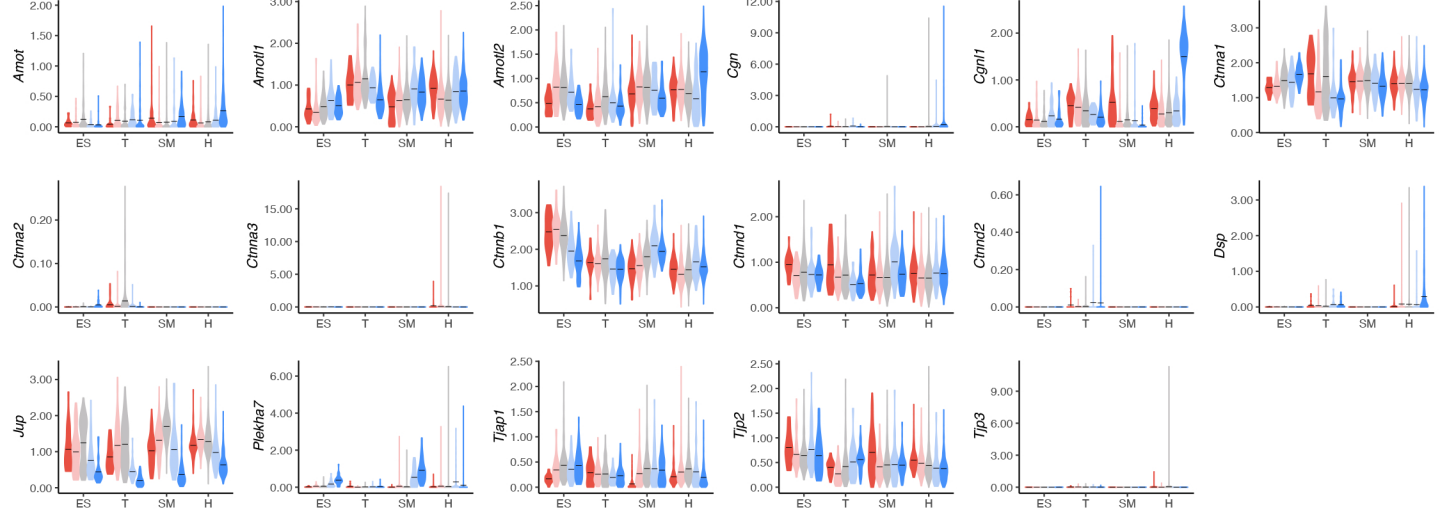 Amot
2.00
1.50
1.00
0.50
0.00
ES T SM H
Amotl1
3.00
2.00
1.00
0.00
ES T SM H
Amotl2
2.50
2.00
1.50
1.00
0.50
0.00
ES T SM H
Cgn
12.00
9.00
6.00
3.00
0.00
ES T SM H
Cgnl1
2.00
1.00
0.00
ES T SM H
Ctnna1
3.00
2.00
1.00
0.00
ES T SM H
Ctnna2
0.20
0.10
0.00
ES T SM H
Ctnna3
15.00
10.00
5.00
0.00
ES T SM H
Ctnnb1
3.00
2.00
1.00
ES T SM H
Ctnnd1
2.00
1.00
0.00
ES T SM H
Ctnnd2
0.60
0.40
0.20
0.00
ES T SM H
Dsp
3.00
2.00
1.00
0.00
ES T SM H
Jup
3.00
2.00
1.00
0.00
ES T SM H
Plekha7
6.00
4.00
2.00
0.00
ES T SM H
Tjap1
2.50
2.00
1.50
1.00
0.50
0.00
ES T SM H
Tjp2
2.50
2.00
1.50
1.00
0.50
0.00
ES T SM H
Tjp3
9.00
6.00
3.00
0.00
ES T SM H